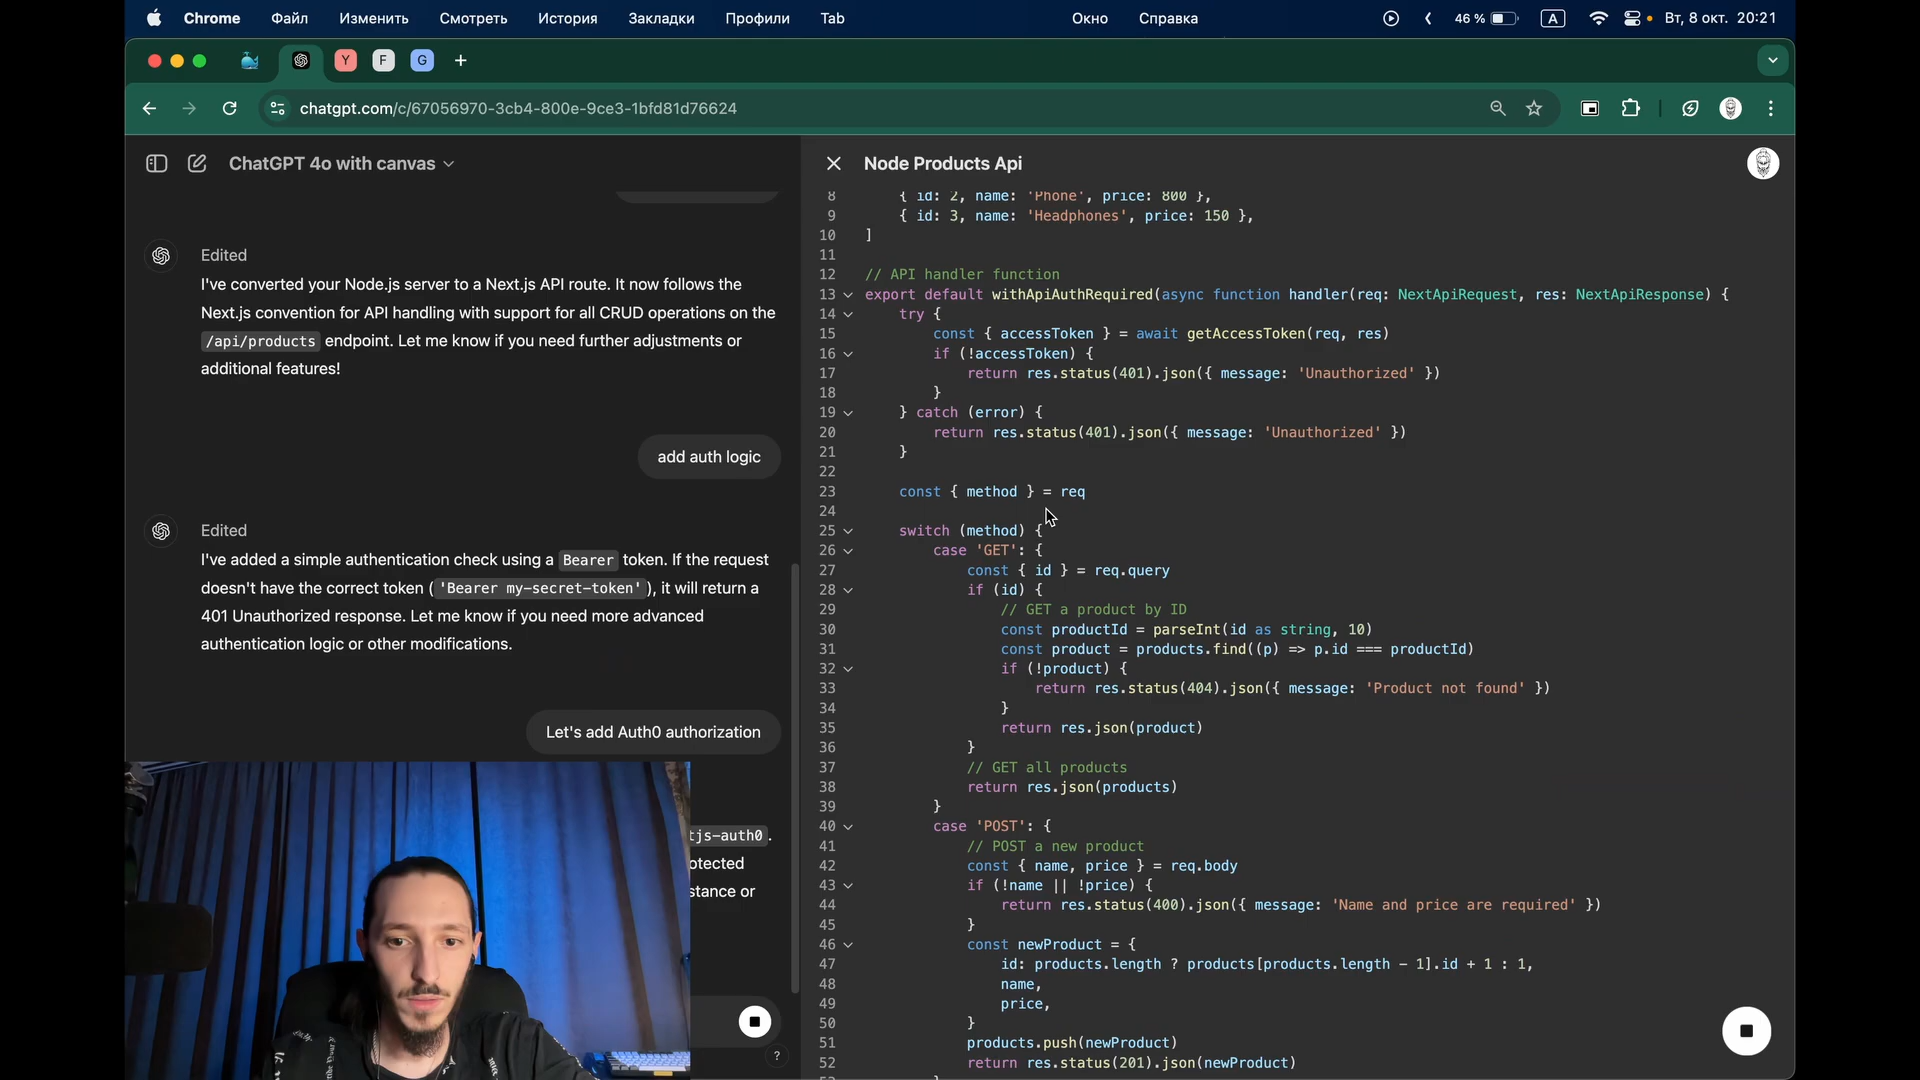 Chrome Файл Изменить Смотреть История Закладки Профили Tab Окно Справка 46 % A Вт, 8 окт. 20:21
Y F G
chatgpt.com/c/67056970-3cb4-800e-9ce3-1bfd81d76624
ChatGPT 4o with canvas
Edited
I've converted your Node.js server to a Next.js API route. It now follows the
Next.js convention for API handling with support for all CRUD operations on the
/api/products endpoint. Let me know if you need further adjustments or
additional features!
add auth logic
Edited
I've added a simple authentication check using a Bearer token. If the request
doesn't have the correct token ('Bearer my-secret-token'), it will return a
401 Unauthorized response. Let me know if you need more advanced
authentication logic or other modifications.
Let's add Auth0 authorization
tjs-auth0.
otected
stance or
?
Node Products Api
8 { id: 2, name: 'Phone', price: 800 },
9 { id: 3, name: 'Headphones', price: 150 },
10 ]
11
12 // API handler function
13 export default withApiAuthRequired(async function handler(req: NextApiRequest, res: NextApiResponse) {
14 try {
15 const { accessToken } = await getAccessToken(req, res)
16 if (!accessToken) {
17 return res.status(401).json({ message: 'Unauthorized' })
18 }
19 } catch (error) {
20 return res.status(401).json({ message: 'Unauthorized' })
21 }
22
23 const { method } = req
24
25 switch (method) {
26 case 'GET': {
27 const { id } = req.query
28 if (id) {
29 // GET a product by ID
30 const productId = parseInt(id as string, 10)
31 const product = products.find((p) => p.id === productId)
32 if (!product) {
33 return res.status(404).json({ message: 'Product not found' })
34 }
35 return res.json(product)
36 }
37 // GET all products
38 return res.json(products)
39 }
40 case 'POST': {
41 // POST a new product
42 const { name, price } = req.body
43 if (!name || !price) {
44 return res.status(400).json({ message: 'Name and price are required' })
45 }
46 const newProduct = {
47 id: products.length ? products[products.length - 1].id + 1 : 1,
48 name,
49 price,
50 }
51 products.push(newProduct)
52 return res.status(201).json(newProduct)